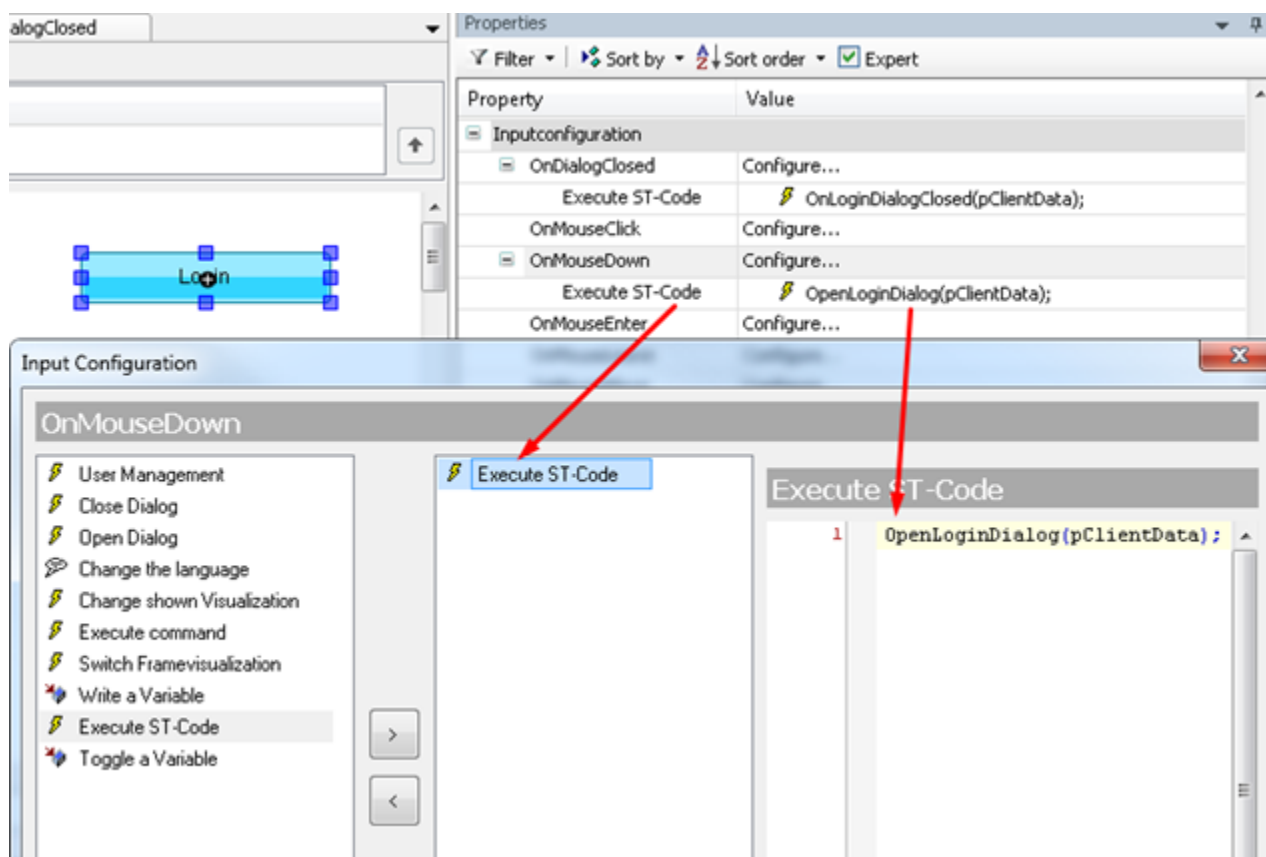 alogClosed
Properties
Filter Sort by Sort order Expert
Property Value
Inputconfiguration
OnDialogClosed Configure...
Execute ST-Code OnLoginDialogClosed(pClientData);
OnMouseClick Configure...
OnMouseDown Configure...
Execute ST-Code OpenLoginDialog(pClientData);
OnMouseEnter Configure...
Login
Input Configuration
OnMouseDown
User Management
Close Dialog
Open Dialog
Change the language
Change shown Visualization
Execute command
Switch Framevisualization
Write a Variable
Execute ST-Code
Toggle a Variable
>
<
Execute ST-Code
Execute ST-Code
1 OpenLoginDialog(pClientData);